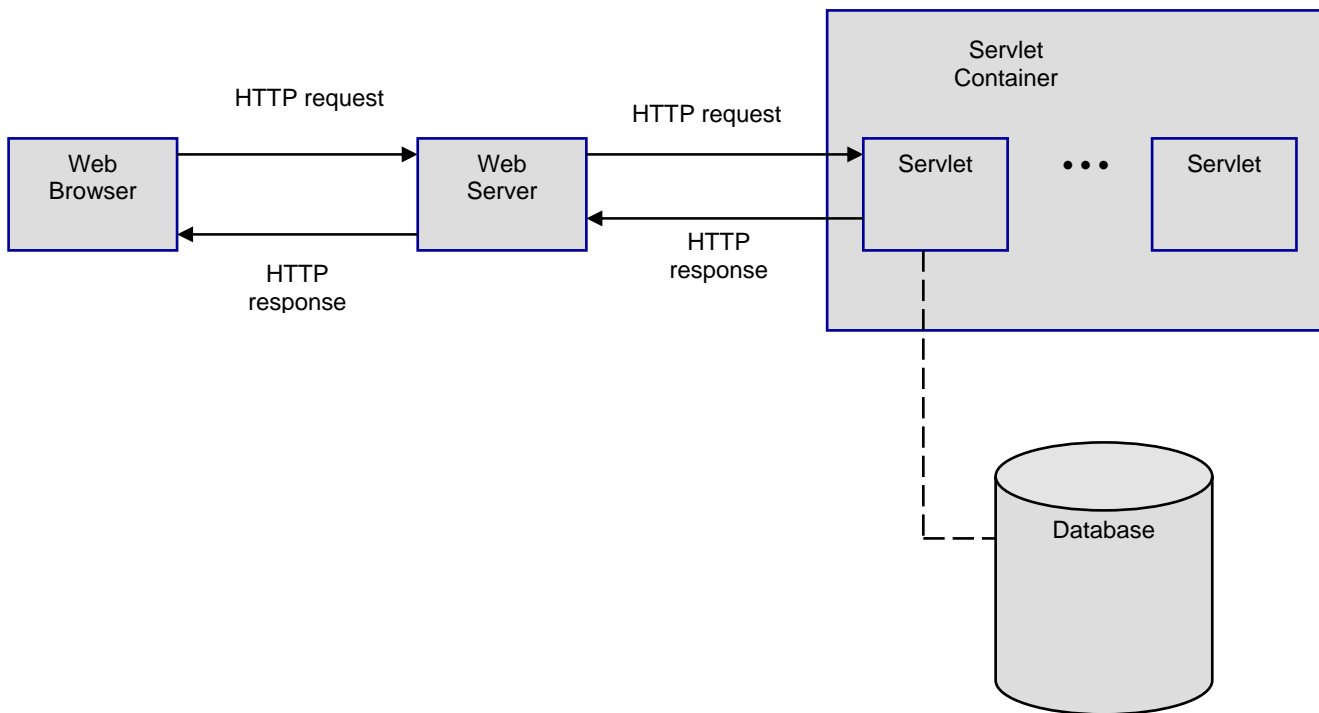 Servlet
Container
HTTP request
HTTP request
Web
Browser
Web
Server
Servlet
•••
Servlet
HTTP
response
HTTP
response
Database